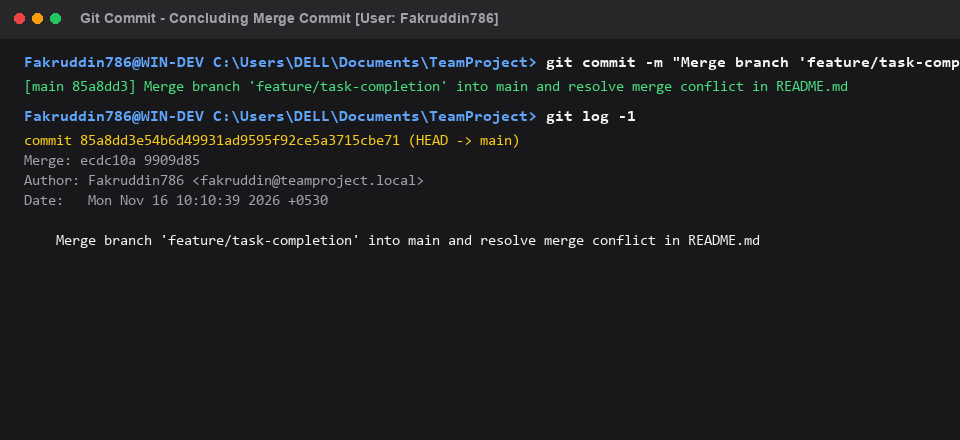 Git Commit - Concluding Merge Commit [User: Fakruddin786]
Fakruddin786@WIN-DEV C:\Users\DELL\Documents\TeamProject> git commit -m "Merge branch 'feature/task-comp
[main 85a8dd3] Merge branch 'feature/task-completion' into main and resolve merge conflict in README.md
Fakruddin786@WIN-DEV C:\Users\DELL\Documents\TeamProject> git log -1
commit 85a8dd3e54b6d49931ad9595f92ce5a3715cbe71 (HEAD -> main)
Merge: ecdc10a 9909d85
Author: Fakruddin786 <fakruddin@teamproject.local>
Date:   Mon Nov 16 10:10:39 2026 +0530
Merge branch 'feature/task-completion' into main and resolve merge conflict in README.md